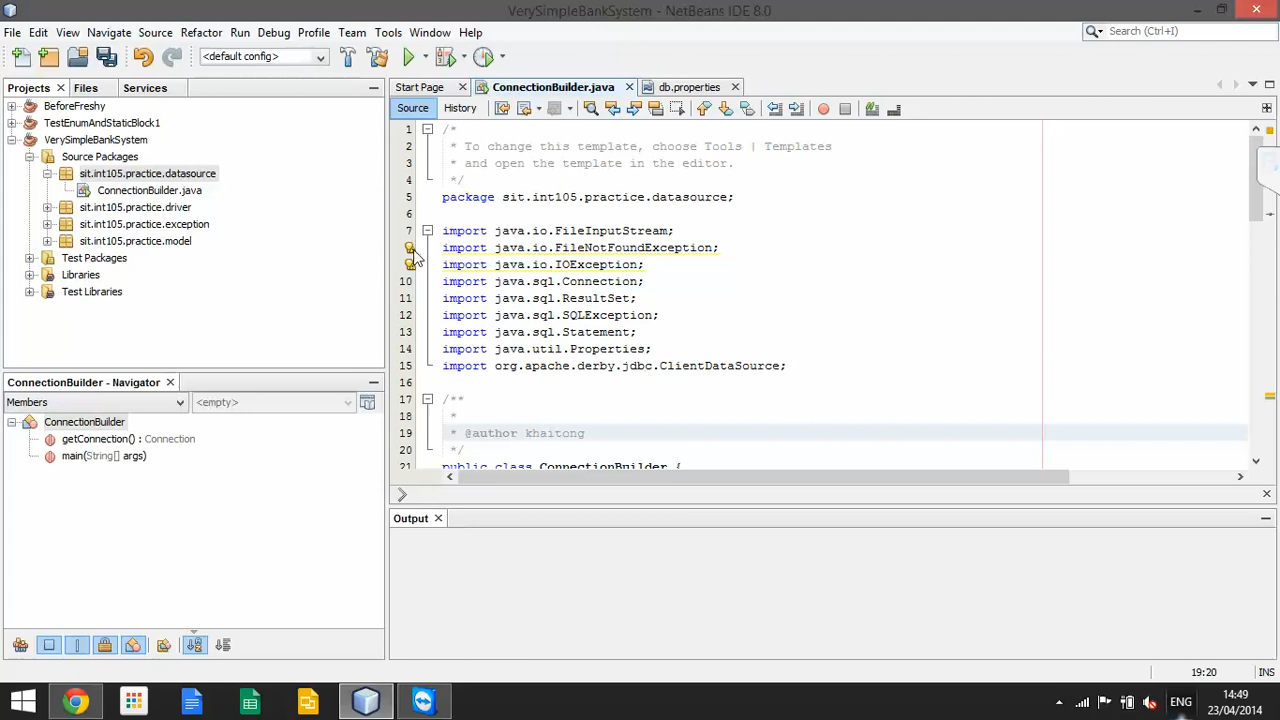 VerySimpleBankSystem - NetBeans IDE 8.0
File Edit View Navigate Source Refactor Run Debug Profile Team Tools Window Help
Search (Ctrl+I)
<default config>
Projects Files Services
BeforeFreshy
TestEnumAndStaticBlock1
VerySimpleBankSystem
Source Packages
sit.int105.practice.datasource
ConnectionBuilder.java
sit.int105.practice.driver
sit.int105.practice.exception
sit.int105.practice.model
Test Packages
Libraries
Test Libraries
ConnectionBuilder - Navigator
Members <empty>
ConnectionBuilder
getConnection() : Connection
main(String[] args)
Start Page ConnectionBuilder.java db.properties
Source History
1 /*
2 * To change this template, choose Tools | Templates
3 * and open the template in the editor.
4 */
5 package sit.int105.practice.datasource;
6
7 import java.io.FileInputStream;
import java.io.FileNotFoundException;
import java.io.IOException;
10 import java.sql.Connection;
11 import java.sql.ResultSet;
12 import java.sql.SQLException;
13 import java.sql.Statement;
14 import java.util.Properties;
15 import org.apache.derby.jdbc.ClientDataSource;
16
17 /**
18 *
19 * @author khaitong
20 */
21 public class ConnectionBuilder {
Output
19:20 INS
ENG
14:49
23/04/2014